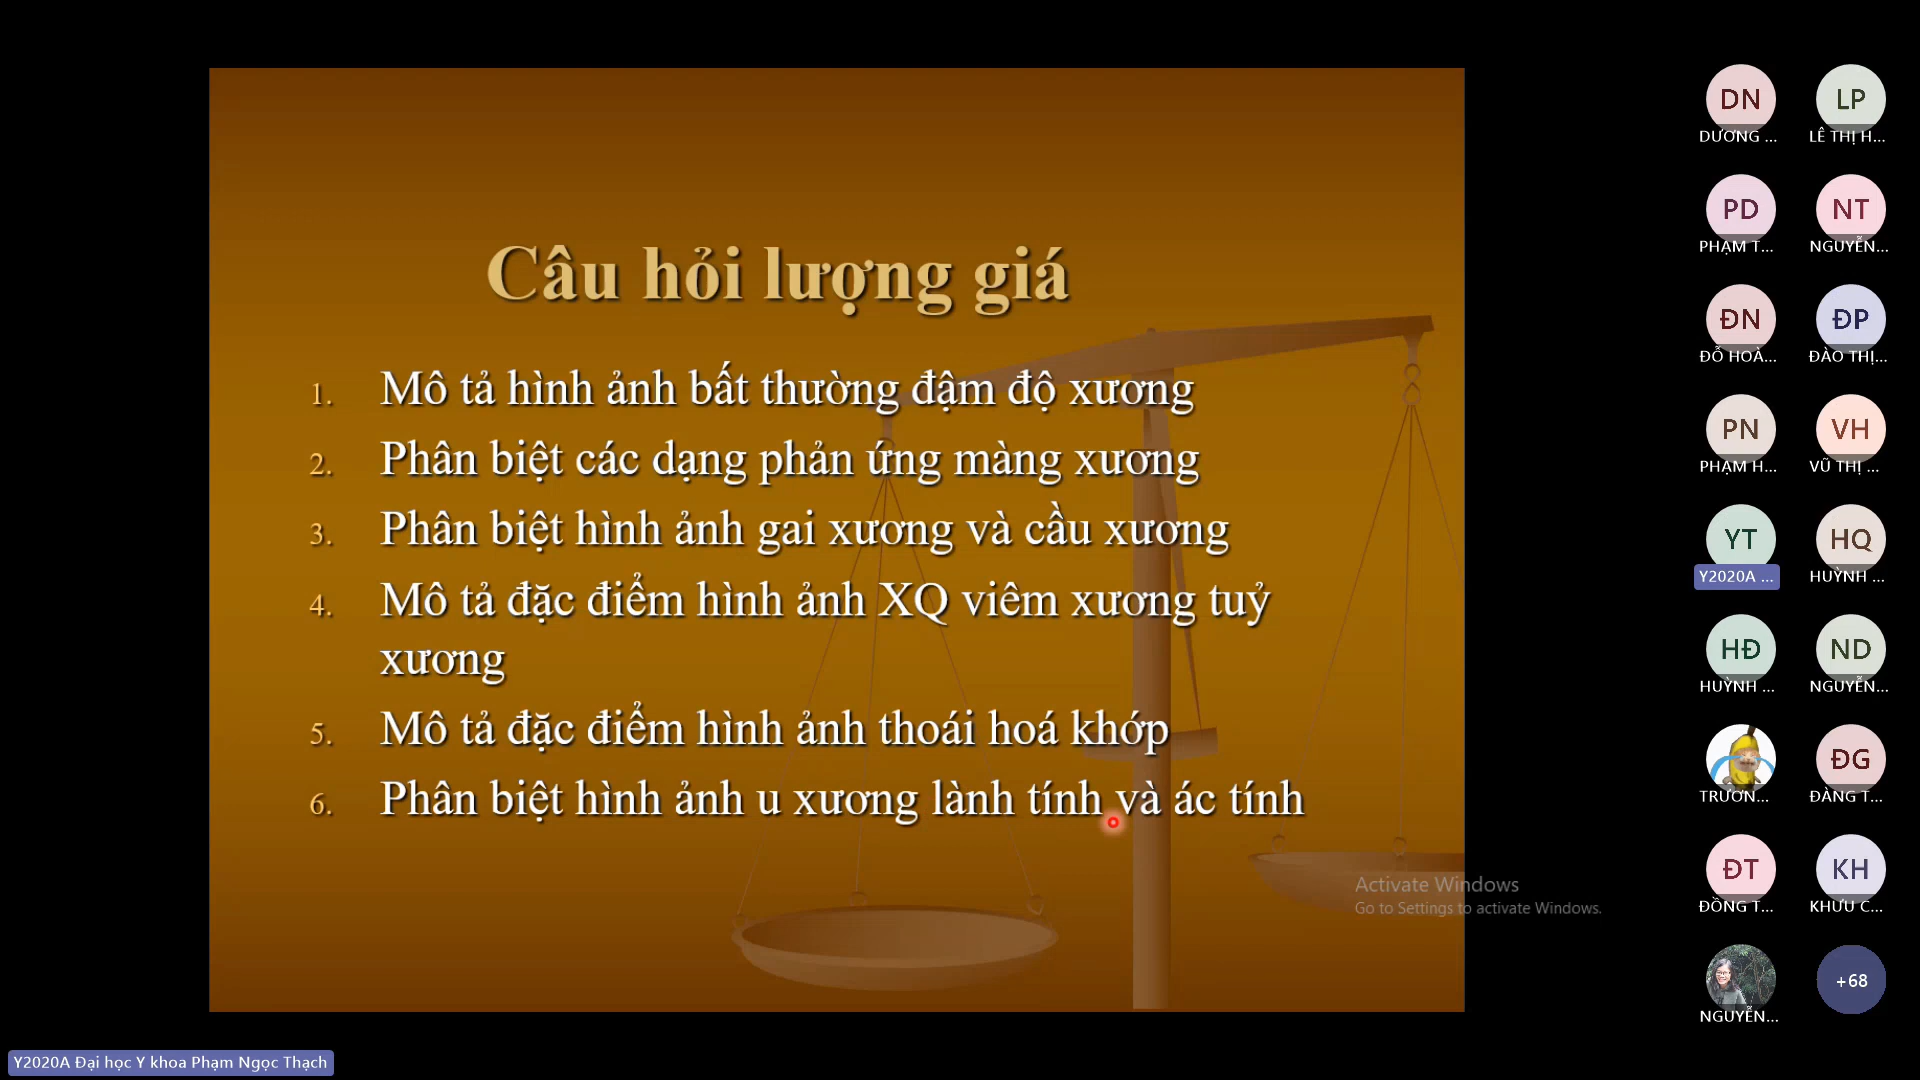 Câu hỏi lượng giá
1. Mô tả hình ảnh bất thường đậm độ xương
2. Phân biệt các dạng phản ứng màng xương
3. Phân biệt hình ảnh gai xương và cầu xương
4. Mô tả đặc điểm hình ảnh XQ viêm xương tuỷ
xương
5. Mô tả đặc điểm hình ảnh thoái hoá khớp
6. Phân biệt hình ảnh u xương lành tính và ác tính
Activate Windows
Go to Settings to activate Windows.
DN LP
DƯƠNG ... LÊ THỊ H...
PD NT
PHẠM T... NGUYỄN...
ĐN ĐP
ĐỖ HOÀ... ĐÀO THỊ...
PN VH
PHẠM H... VŨ THỊ ...
YT HQ
Y2020A ... HUỲNH ...
HĐ ND
HUỲNH ... NGUYỄN...
ĐG
TRƯƠN... ĐÀNG T...
ĐT KH
ĐỒNG T... KHƯU C...
+68
NGUYỄN...
Y2020A Đại học Y khoa Phạm Ngọc Thạch